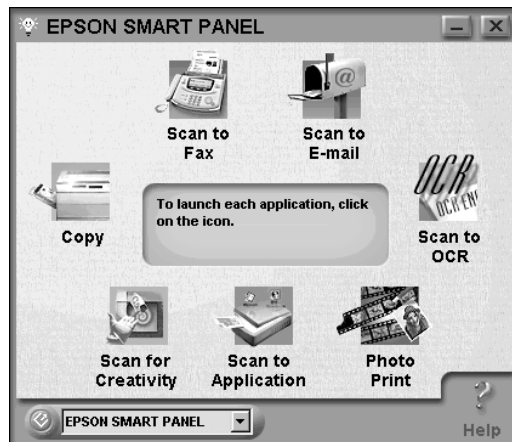 EPSON SMART PANEL
Scan to
Fax
Scan to
E-mail
Copy
To launch each application, click
on the icon.
OCR
Scan to
OCR
Scan for
Creativity
Scan to
Application
Photo
Print
EPSON SMART PANEL
Help